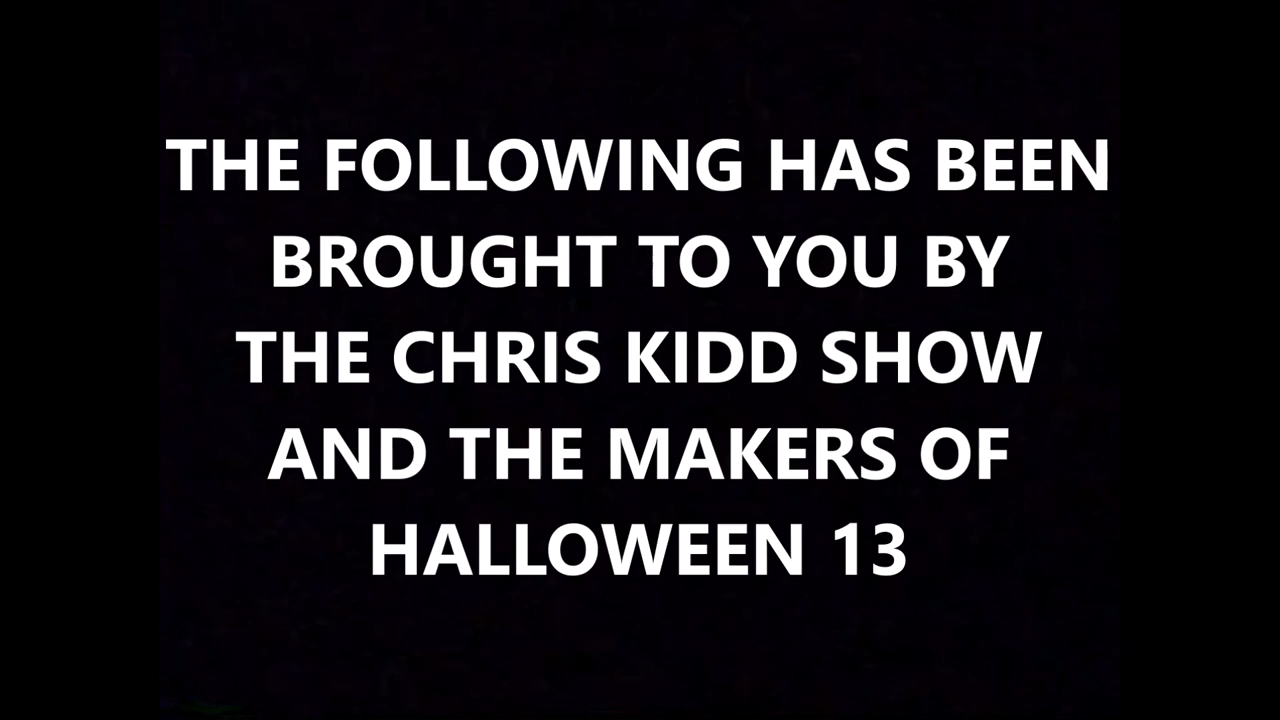 THE FOLLOWING HAS BEEN
BROUGHT TO YOU BY
THE CHRIS KIDD SHOW
AND THE MAKERS OF
HALLOWEEN 13